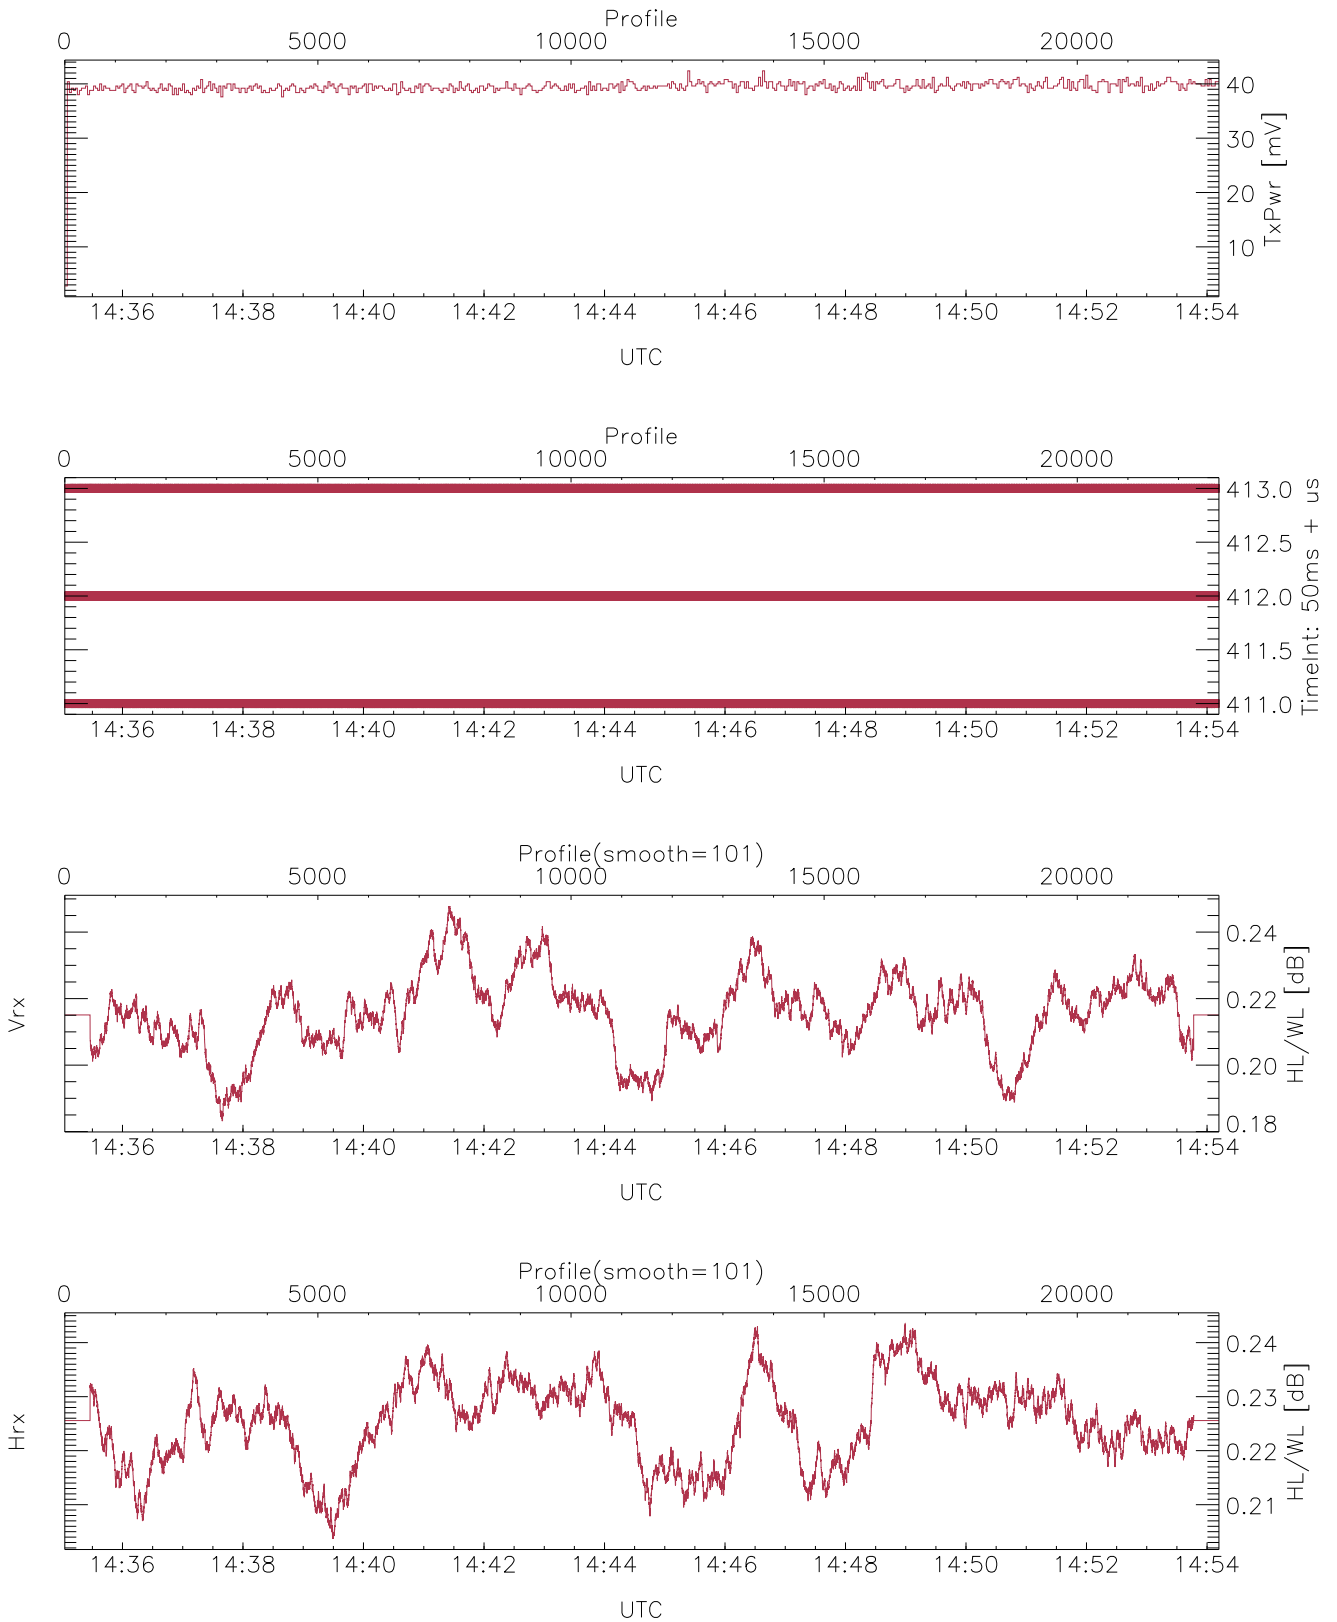 Profile
0 5000 10000 15000 20000
40
30
20
10
TxPwr [mV]
14:36 14:38 14:40 14:42 14:44 14:46 14:48 14:50 14:52 14:54
UTC
Profile
0 5000 10000 15000 20000
413.0
412.5
412.0
411.5
411.0
TimeInt: 50ms + us
14:36 14:38 14:40 14:42 14:44 14:46 14:48 14:50 14:52 14:54
UTC
Profile(smooth=101)
0 5000 10000 15000 20000
Vrx
0.24
0.22
0.20
0.18
HL/WL [dB]
14:36 14:38 14:40 14:42 14:44 14:46 14:48 14:50 14:52 14:54
UTC
Profile(smooth=101)
0 5000 10000 15000 20000
Hrx
0.24
0.23
0.22
0.21
HL/WL [dB]
14:36 14:38 14:40 14:42 14:44 14:46 14:48 14:50 14:52 14:54
UTC